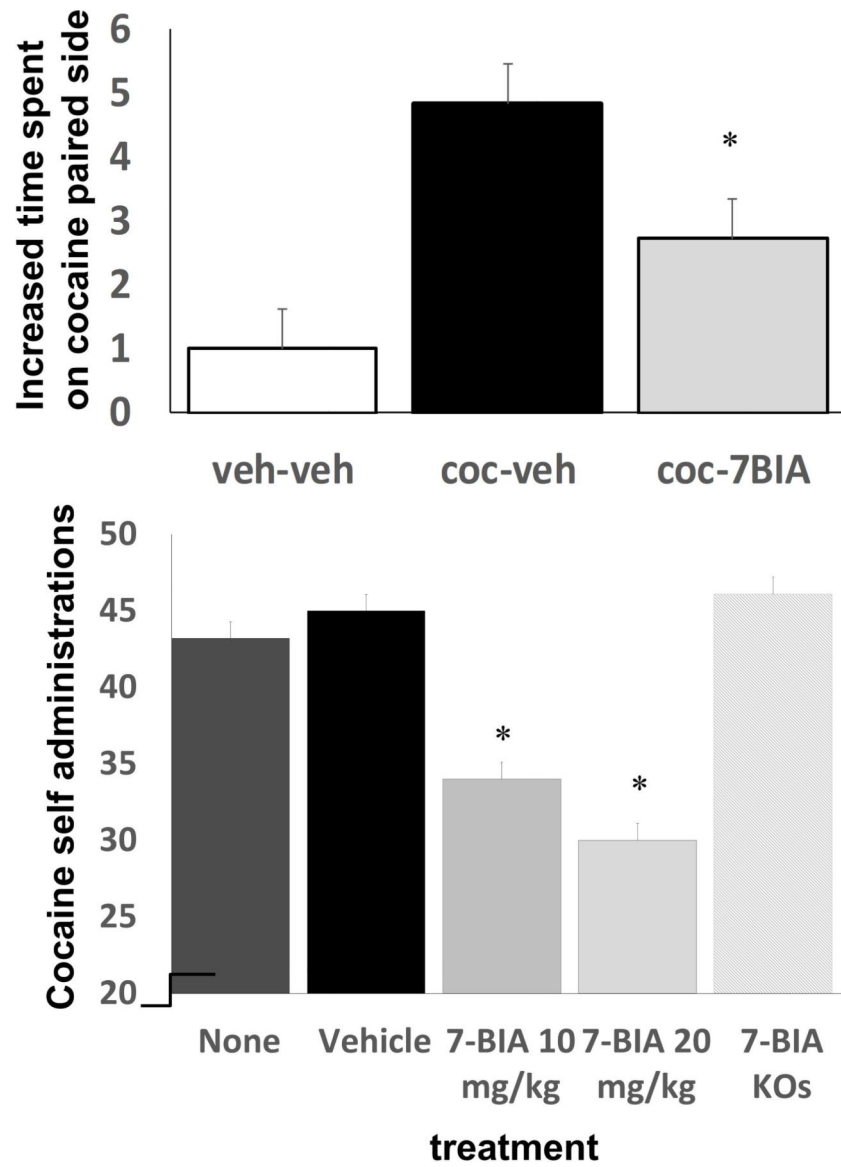 Increased time spent
on cocaine paired side
6
5
4
3
2
1
0
*
veh-veh coc-veh coc-7BIA
Cocaine self administrations
50
45
40
35
30
25
20
*
*
None Vehicle 7-BIA 10 7-BIA 20 7-BIA
mg/kg mg/kg KOs
treatment